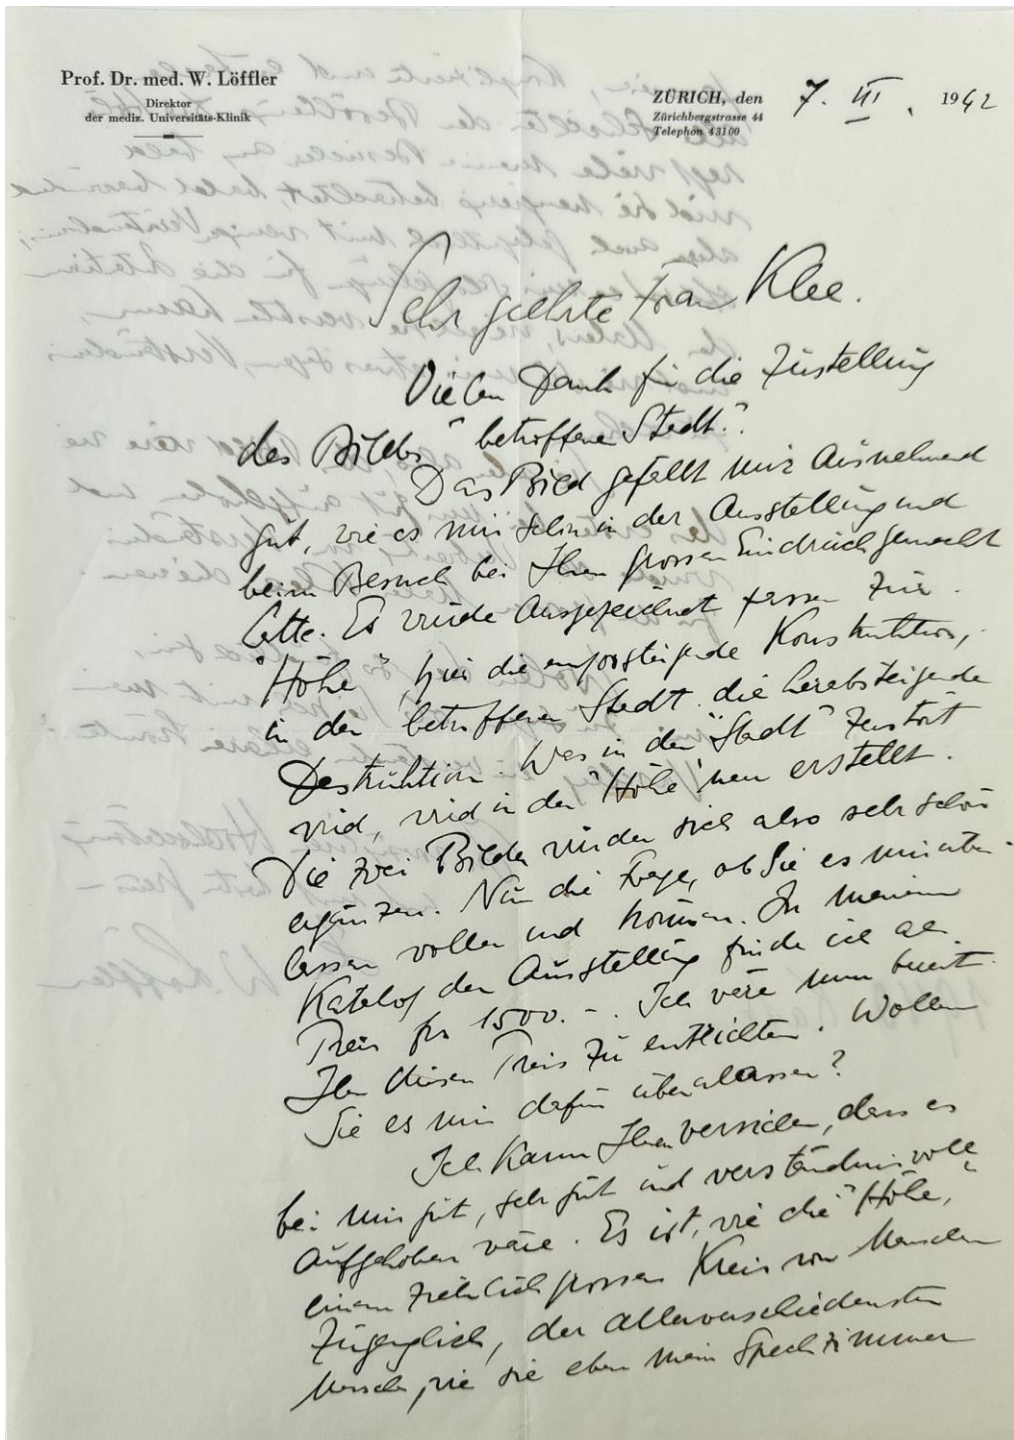 Prof. Dr. med. W. Löffler
Direktor
der mediz. Universitäts-Klinik
ZÜRICH, den 7. III. 1942
Zürichbergstrasse 44
Telephon 43100
Sehr geehrte Frau Klee.
Vielen Dank für die Zustellung
des Bildes "betroffene Stadt".
Das Bild gefällt mir Ausnehmend
gut, wie es mir schon in der Ausstellung und
beim Besuch bei Ihnen grossen Eindruck gemacht
hatte. Es würde Ausgezeichnet passen zur
"Höhe", hier die emporsteigende Konstruktion,
in der betroffenen Stadt die herabsteigende
Destruktion. Was in der "Stadt" zerstört
wird, wird in der "Höhe" neu erstellt.
Die zwei Bilder würden sich also sehr schön
ergänzen. Nun die Frage, ob Sie es mir über-
lassen wollen und können. In meinem
Katalog der Ausstellung finde ich als
Preis frs 1500.-. Ich wäre nun bereit
Ihnen diesen Preis zu entrichten. Wollen
Sie es mir dafür überlassen?
Ich kann Ihnen versichern, dass es
bei mir gut, sehr gut und verständnisvoll
Aufgehoben wäre. Es ist, wie die "Höhe",
einem ziemlich grossen Kreis von Menschen
zugänglich, der allerverschiedensten
Menschen, wie sie eben mein Sprechzimmer